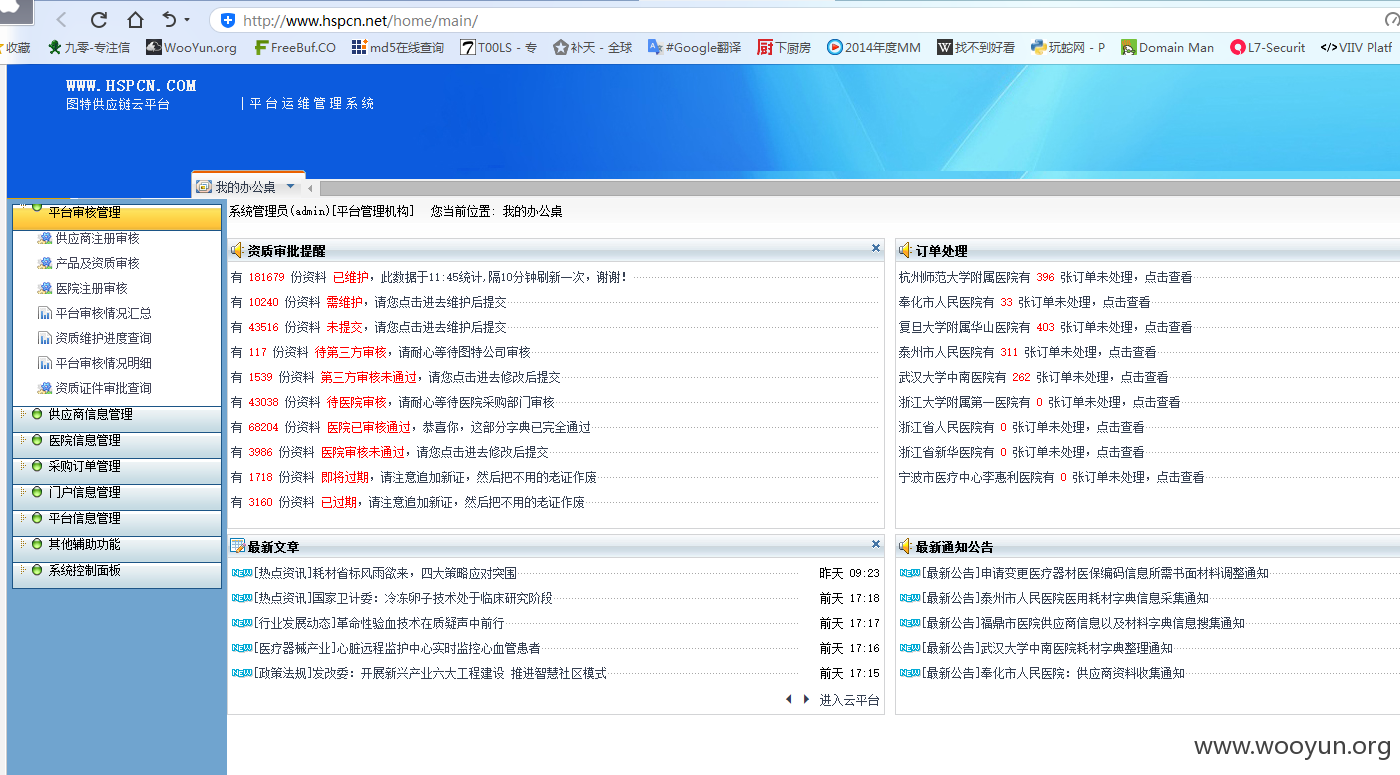 http://www.hspcn.net/home/main/
收藏 九零-专注信 WooYun.org FreeBuf.CO md5在线查询 T00LS - 专 补天 - 全球 #Google翻译 下厨房 2014年度MM 找不到好看 玩蛇网 - P Domain Man L7-Securit VIIV Platf
WWW.HSPCN.COM
图特供应链云平台 | 平台运维管理系统
我的办公桌
系统管理员(admin)[平台管理机构] 您当前位置: 我的办公桌
平台审核管理
供应商注册审核
产品及资质审核
医院注册审核
平台审核情况汇总
资质维护进度查询
平台审核情况明细
资质证件审批查询
供应商信息管理
医院信息管理
采购订单管理
门户信息管理
平台信息管理
其他辅助功能
系统控制面板
资质审批提醒
有 181679 份资料 已维护，此数据于11:45统计,隔10分钟刷新一次，谢谢!
有 10240 份资料 需维护，请您点击进去维护后提交
有 43516 份资料 未提交，请您点击进去维护后提交
有 117 份资料 待第三方审核，请耐心等待图特公司审核
有 1539 份资料 第三方审核未通过，请您点击进去修改后提交
有 43038 份资料 待医院审核，请耐心等待医院采购部门审核
有 68204 份资料 医院已审核通过，恭喜你，这部分字典已完全通过
有 3986 份资料 医院审核未通过，请您点击进去修改后提交
有 1718 份资料 即将过期，请注意追加新证，然后把不用的老证作废
有 3160 份资料 已过期，请注意追加新证，然后把不用的老证作废
订单处理
杭州师范大学附属医院有 396 张订单未处理，点击查看
奉化市人民医院有 33 张订单未处理，点击查看
复旦大学附属华山医院有 403 张订单未处理，点击查看
泰州市人民医院有 311 张订单未处理，点击查看
武汉大学中南医院有 262 张订单未处理，点击查看
浙江大学附属第一医院有 0 张订单未处理，点击查看
浙江省人民医院有 0 张订单未处理，点击查看
浙江省新华医院有 0 张订单未处理，点击查看
宁波市医疗中心李惠利医院有 0 张订单未处理，点击查看
最新文章
NEW [热点资讯]耗材省标风雨欲来，四大策略应对突围 昨天 09:23
NEW [热点资讯]国家卫计委：冷冻卵子技术处于临床研究阶段 前天 17:18
NEW [行业发展动态]革命性验血技术在质疑声中前行 前天 17:17
NEW [医疗器械产业]心脏远程监护中心实时监控心血管患者 前天 17:16
NEW [政策法规]发改委：开展新兴产业六大工程建设 推进智慧社区模式 前天 17:15
进入云平台
最新通知公告
NEW [最新公告]申请变更医疗器材医保编码信息所需书面材料调整通知
NEW [最新公告]泰州市人民医院医用耗材字典信息采集通知
NEW [最新公告]福鼎市医院供应商信息以及材料字典信息搜集通知
NEW [最新公告]武汉大学中南医院耗材字典整理通知
NEW [最新公告]奉化市人民医院：供应商资料收集通知
www.wooyun.org